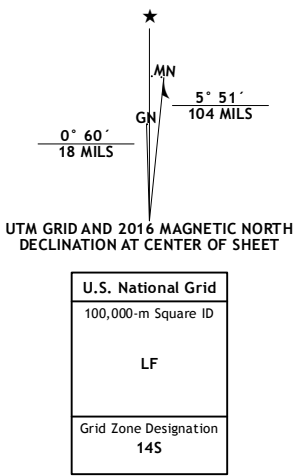 ★
MN
GN
5° 51´
104 MILS
0° 60´
18 MILS
UTM GRID AND 2016 MAGNETIC NORTH
DECLINATION AT CENTER OF SHEET
U.S. National Grid
100,000-m Square ID
LF
Grid Zone Designation
14S